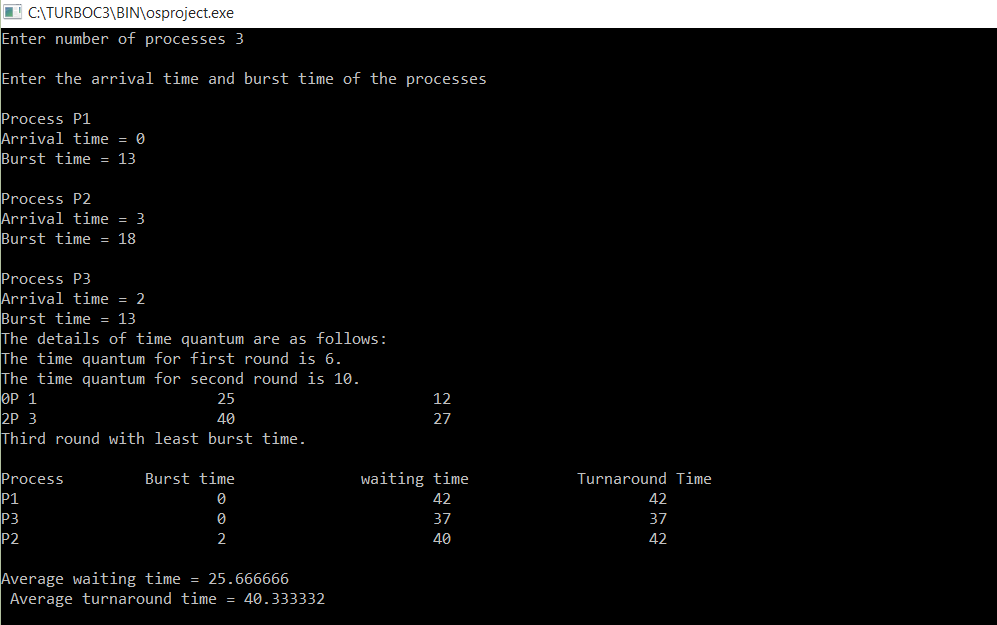 C:\TURBOC3\BIN\osproject.exe
Enter number of processes 3
Enter the arrival time and burst time of the processes
Process P1
Arrival time = 0
Burst time = 13
Process P2
Arrival time = 3
Burst time = 18
Process P3
Arrival time = 2
Burst time = 13
The details of time quantum are as follows:
The time quantum for first round is 6.
The time quantum for second round is 10.
0P 1 25 12
2P 3 40 27
Third round with least burst time.
Process Burst time waiting time Turnaround Time
P1 0 42 42
P3 0 37 37
P2 2 40 42
Average waiting time = 25.666666
Average turnaround time = 40.333332